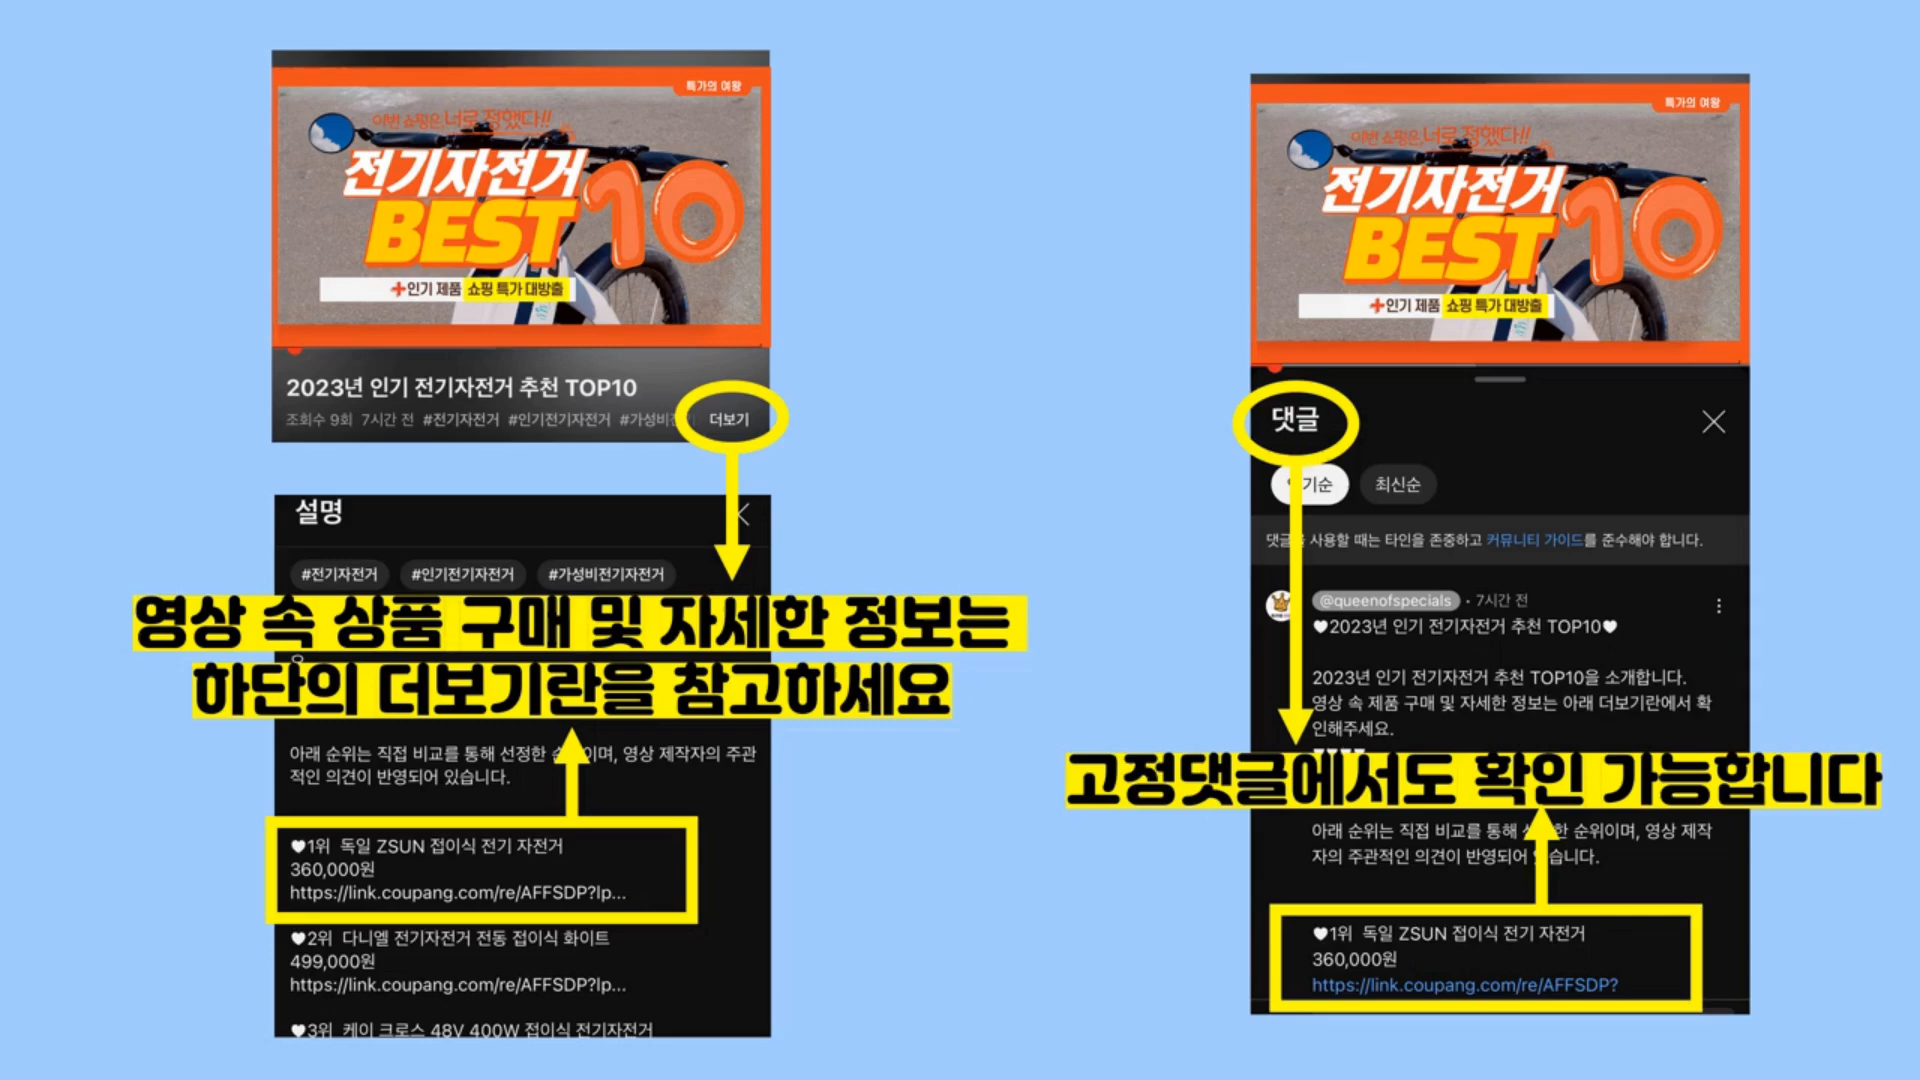 특가의 여왕
이번 쇼핑은,너로 정했다!!
전기자전거
BEST 10
+인기 제품 쇼핑 특가 대방출
2023년 인기 전기자전거 추천 TOP10
조회수 9회 7시간 전 #전기자전거 #인기전기자전거 #가성비 더보기
설명
#전기자전거 #인기전기자전거 #가성비전기자전거
영상 속 상품 구매 및 자세한 정보는
하단의 더보기란을 참고하세요
아래 순위는 직접 비교를 통해 선정한 이며, 영상 제작자의 주관
적인 의견이 반영되어 있습니다.
♥1위 독일 ZSUN 접이식 전기 자전거
360,000원
https://link.coupang.com/re/AFFSDP?lp...
♥2위 다니엘 전기자전거 전동 접이식 화이트
499,000원
https://link.coupang.com/re/AFFSDP?lp...
♥3위 케이 크로스 48V 400W 접이식 전기자전거
특가의 여왕
이번 쇼핑은,너로 정했다!!
전기자전거
BEST 10
+인기 제품 쇼핑 특가 대방출
댓글
기순 최신순
댓글 사용할 때는 타인을 존중하고 커뮤니티 가이드를 준수해야 합니다.
@queenofspecials · 7시간 전
♥2023년 인기 전기자전거 추천 TOP10♥
2023년 인기 전기자전거 추천 TOP10을 소개합니다.
영상 속 제품 구매 및 자세한 정보는 아래 더보기란에서 확
인해주세요.
고정댓글에서도 확인 가능합니다
아래 순위는 직접 비교를 통해 한 순위이며, 영상 제작
자의 주관적인 의견이 반영되어 습니다.
♥1위 독일 ZSUN 접이식 전기 자전거
360,000원
https://link.coupang.com/re/AFFSDP?